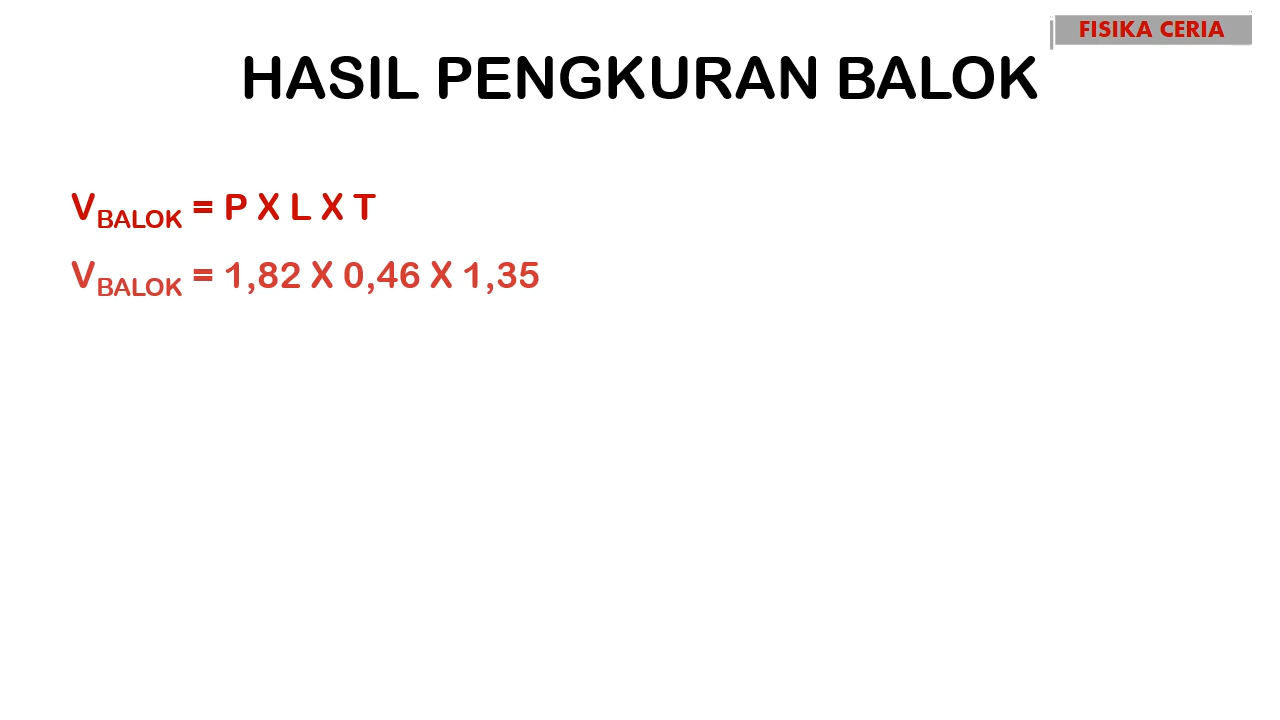 FISIKA CERIA
HASIL PENGKURAN BALOK
VBALOK = P X L X T
VBALOK = 1,82 X 0,46 X 1,35